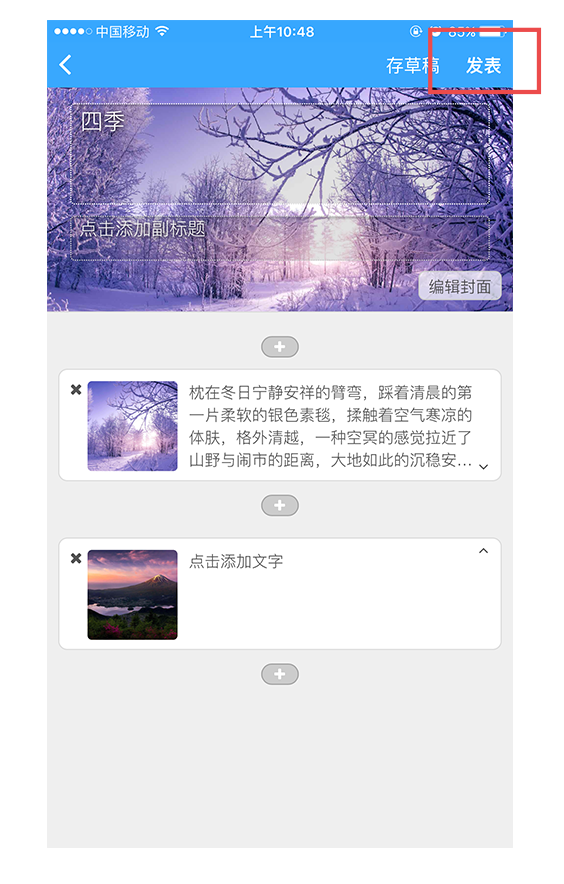 中国移动 上午10:48 85%
存草稿 发表
四季
点击添加副标题
编辑封面
枕在冬日宁静安祥的臂弯，踩着清晨的第
一片柔软的银色素毯，揉触着空气寒凉的
体肤，格外清越，一种空冥的感觉拉近了
山野与闹市的距离，大地如此的沉稳安...
点击添加文字